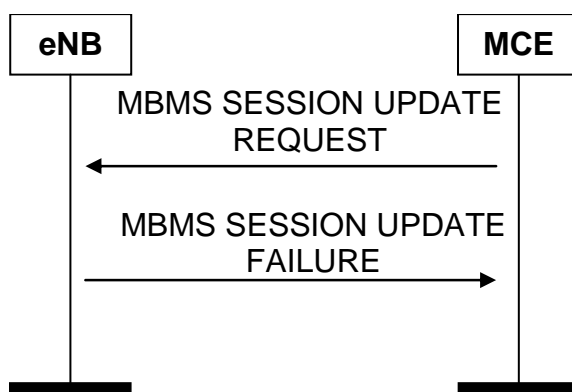 eNB
MCE
MBMS SESSION UPDATE
REQUEST
MBMS SESSION UPDATE
FAILURE